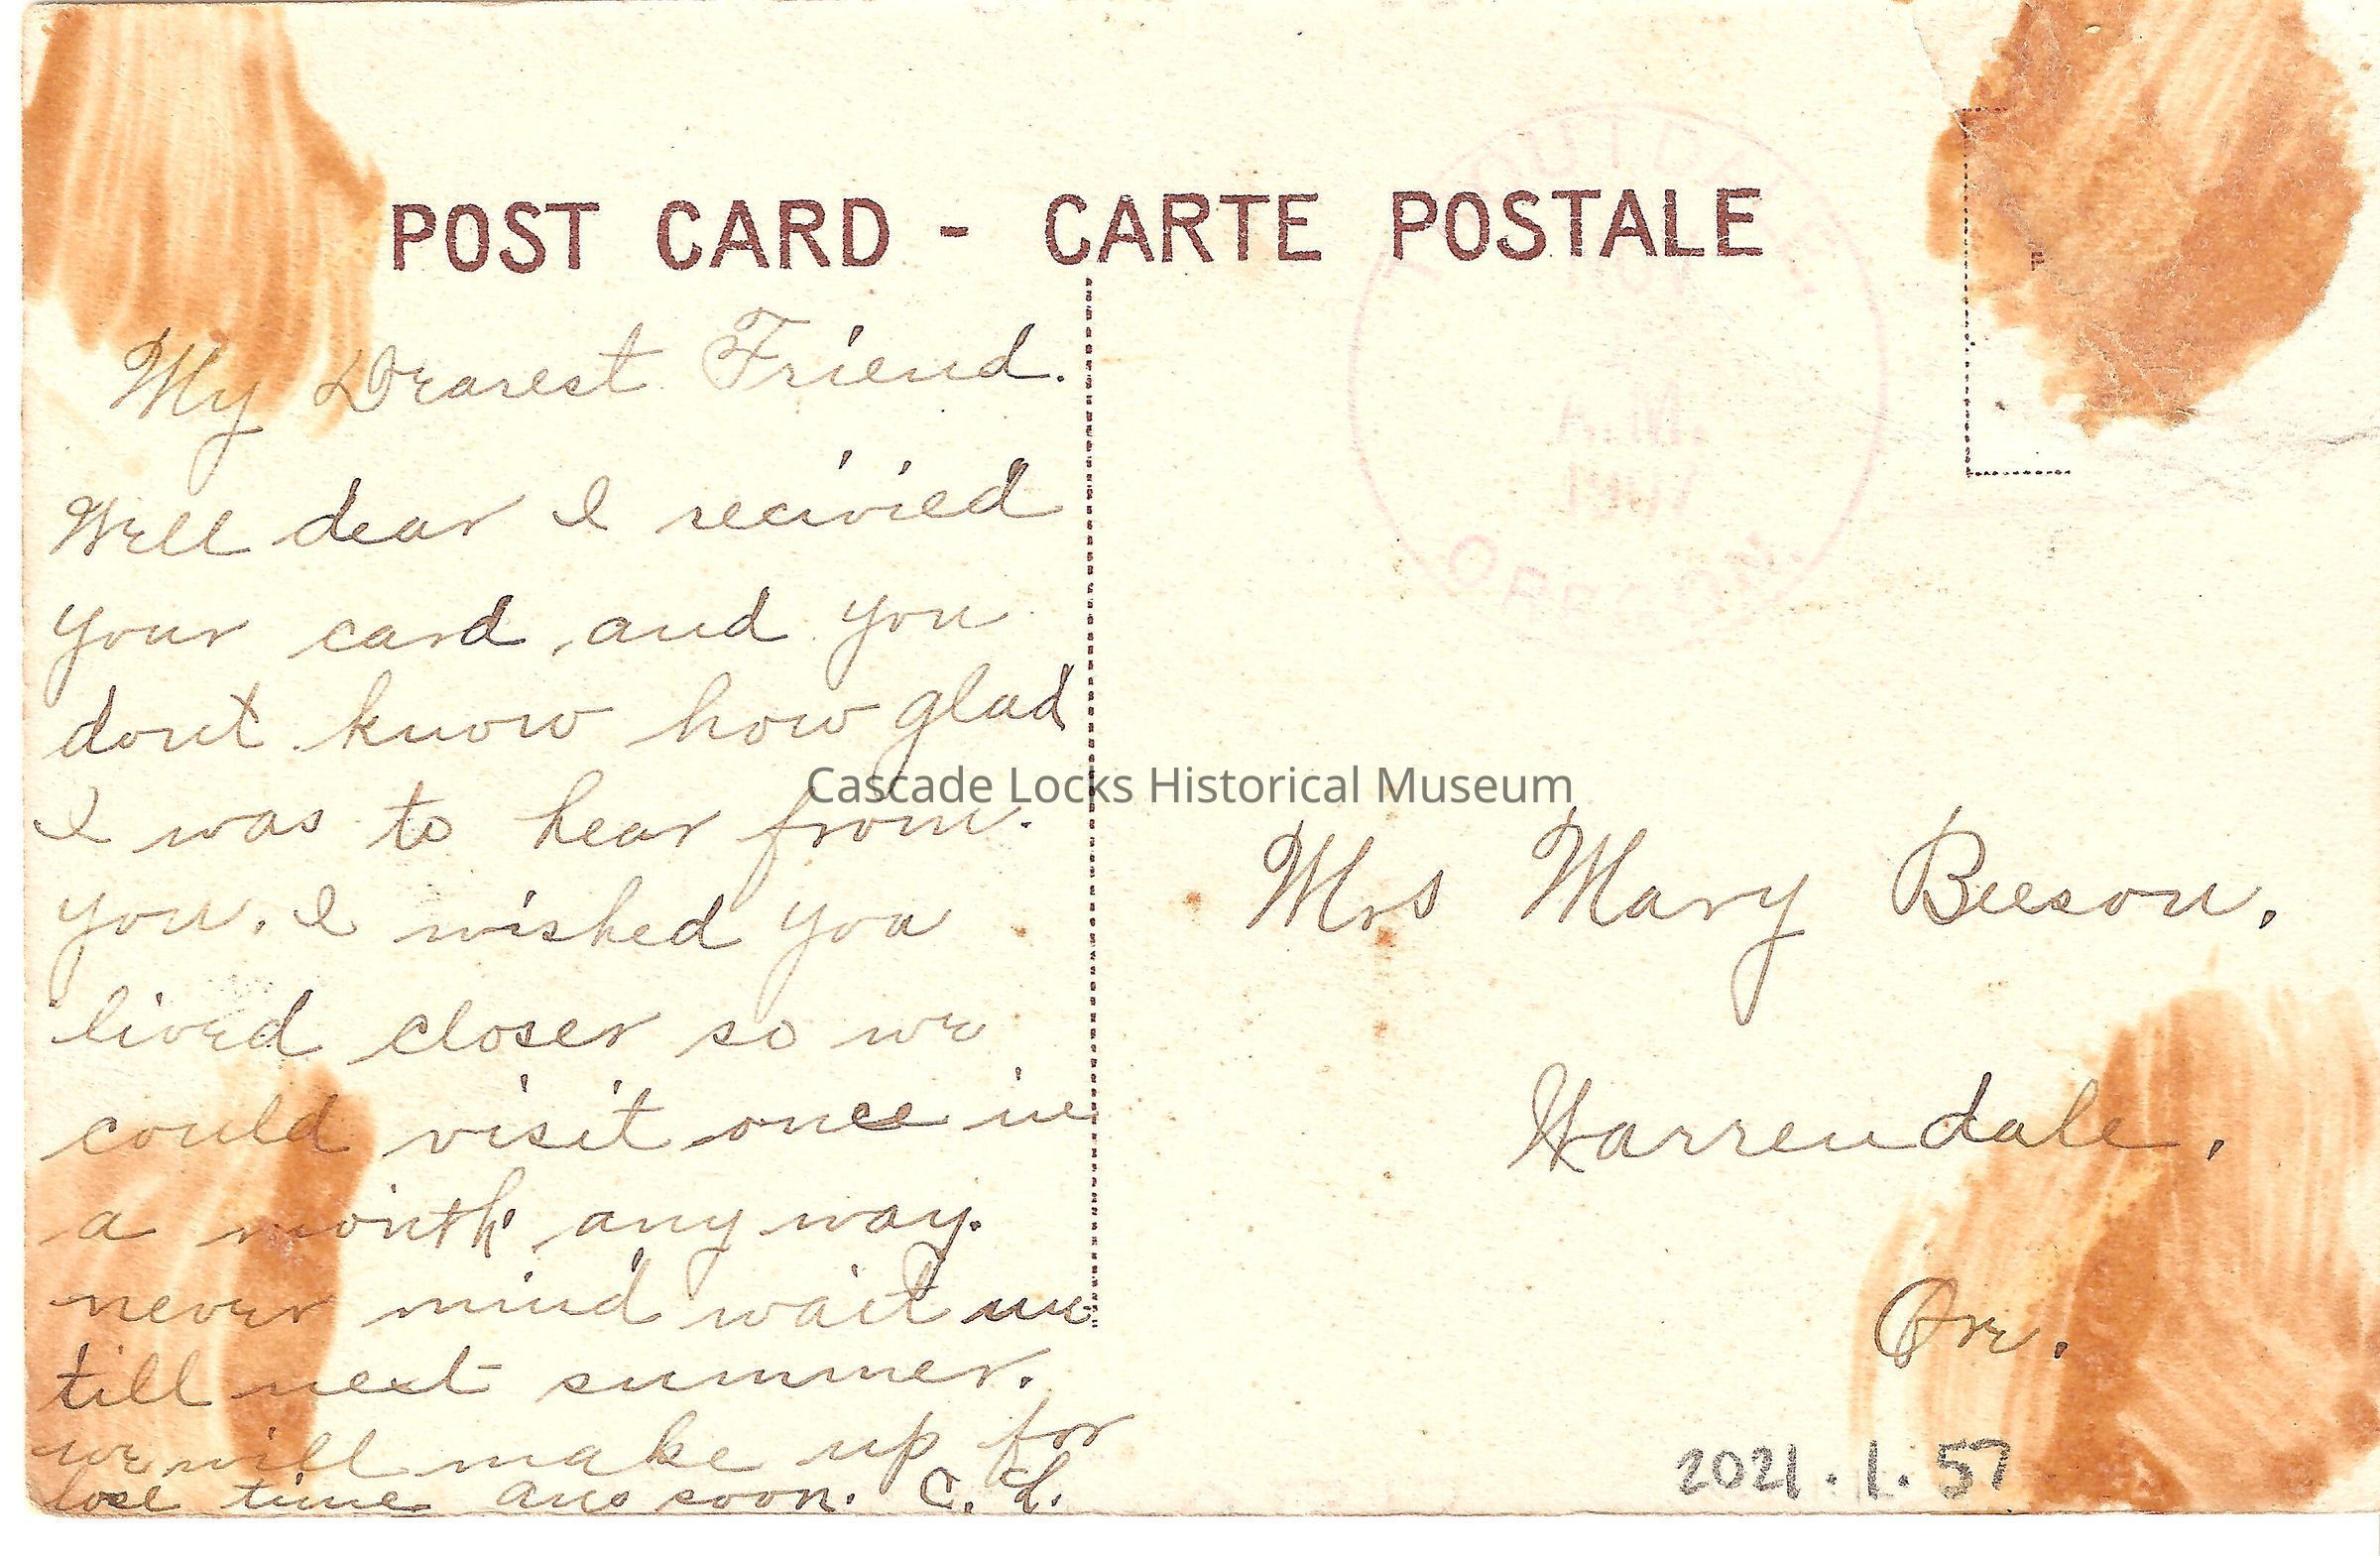 POST CARD - CARTE POSTALE
My Dearest Friend.
Well dear I recivied
your card and you
dont know how glad
I was to hear from.
you. I wished you
lived closer so we
could visit once in
a month any way.
never mind wait un
till next summer.
we will make up for
lose time Ans soon. C. L.
Cascade Locks Historical Museum
Mrs Mary Beeson,
Warrendale,
Ore.
2021.1.57